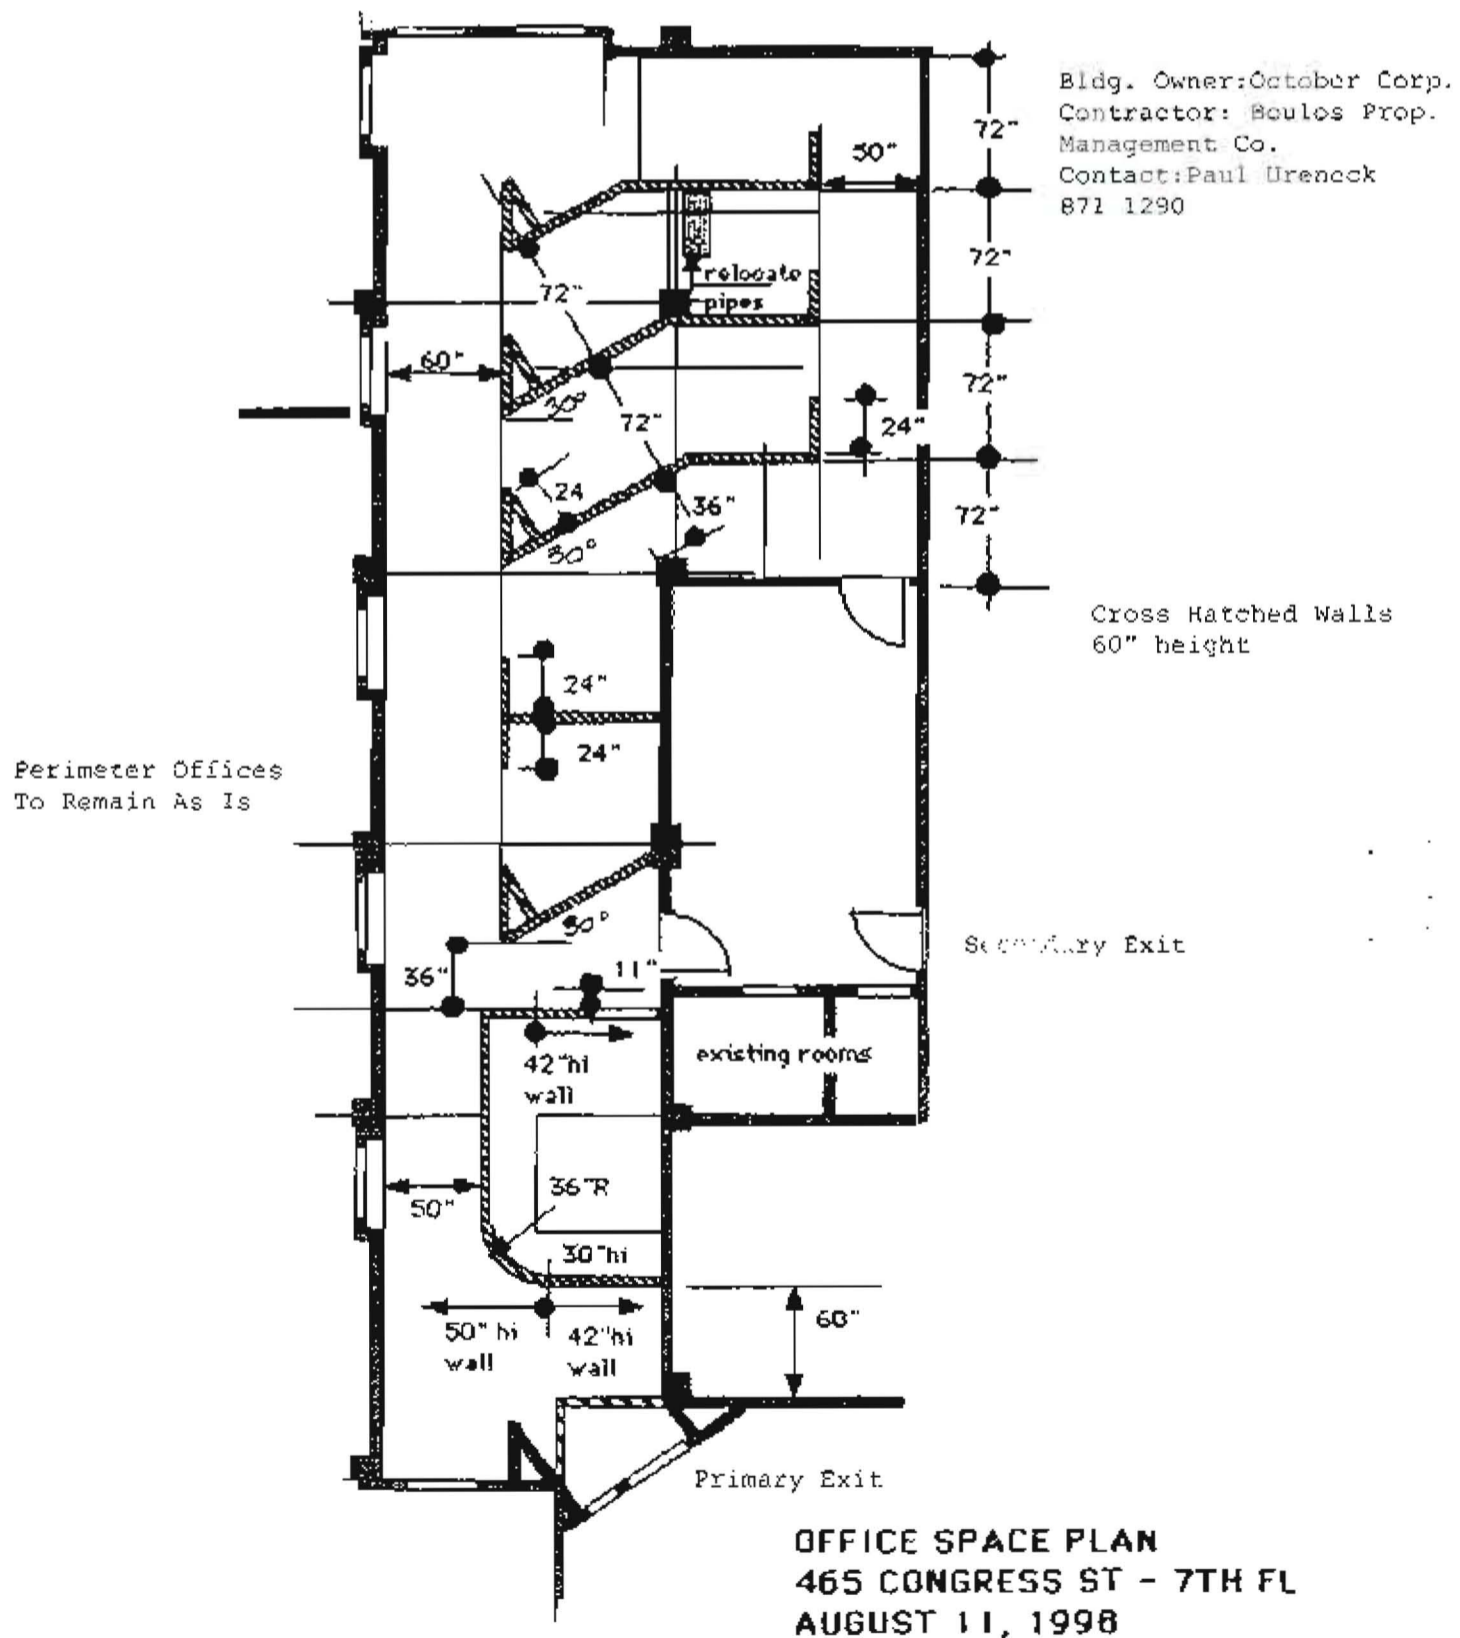 Bldg. Owner:October Corp.
Contractor: Boulos Prop.
Management Co.
Contact:Paul Ureneck
871 1290
72"
50"
72"
relocate
pipes
72"
60"
30°
72"
72"
24"
24
36"
30°
72"
Cross Hatched Walls
60" height
24"
24"
Perimeter Offices
To Remain As Is
30°
Secondary Exit
36"
11"
42"hi
wall
existing rooms
50"
36"R
30"hi
50" hi
wall
42"hi
wall
60"
Primary Exit
OFFICE SPACE PLAN
465 CONGRESS ST - 7TH FL
AUGUST 11, 1998